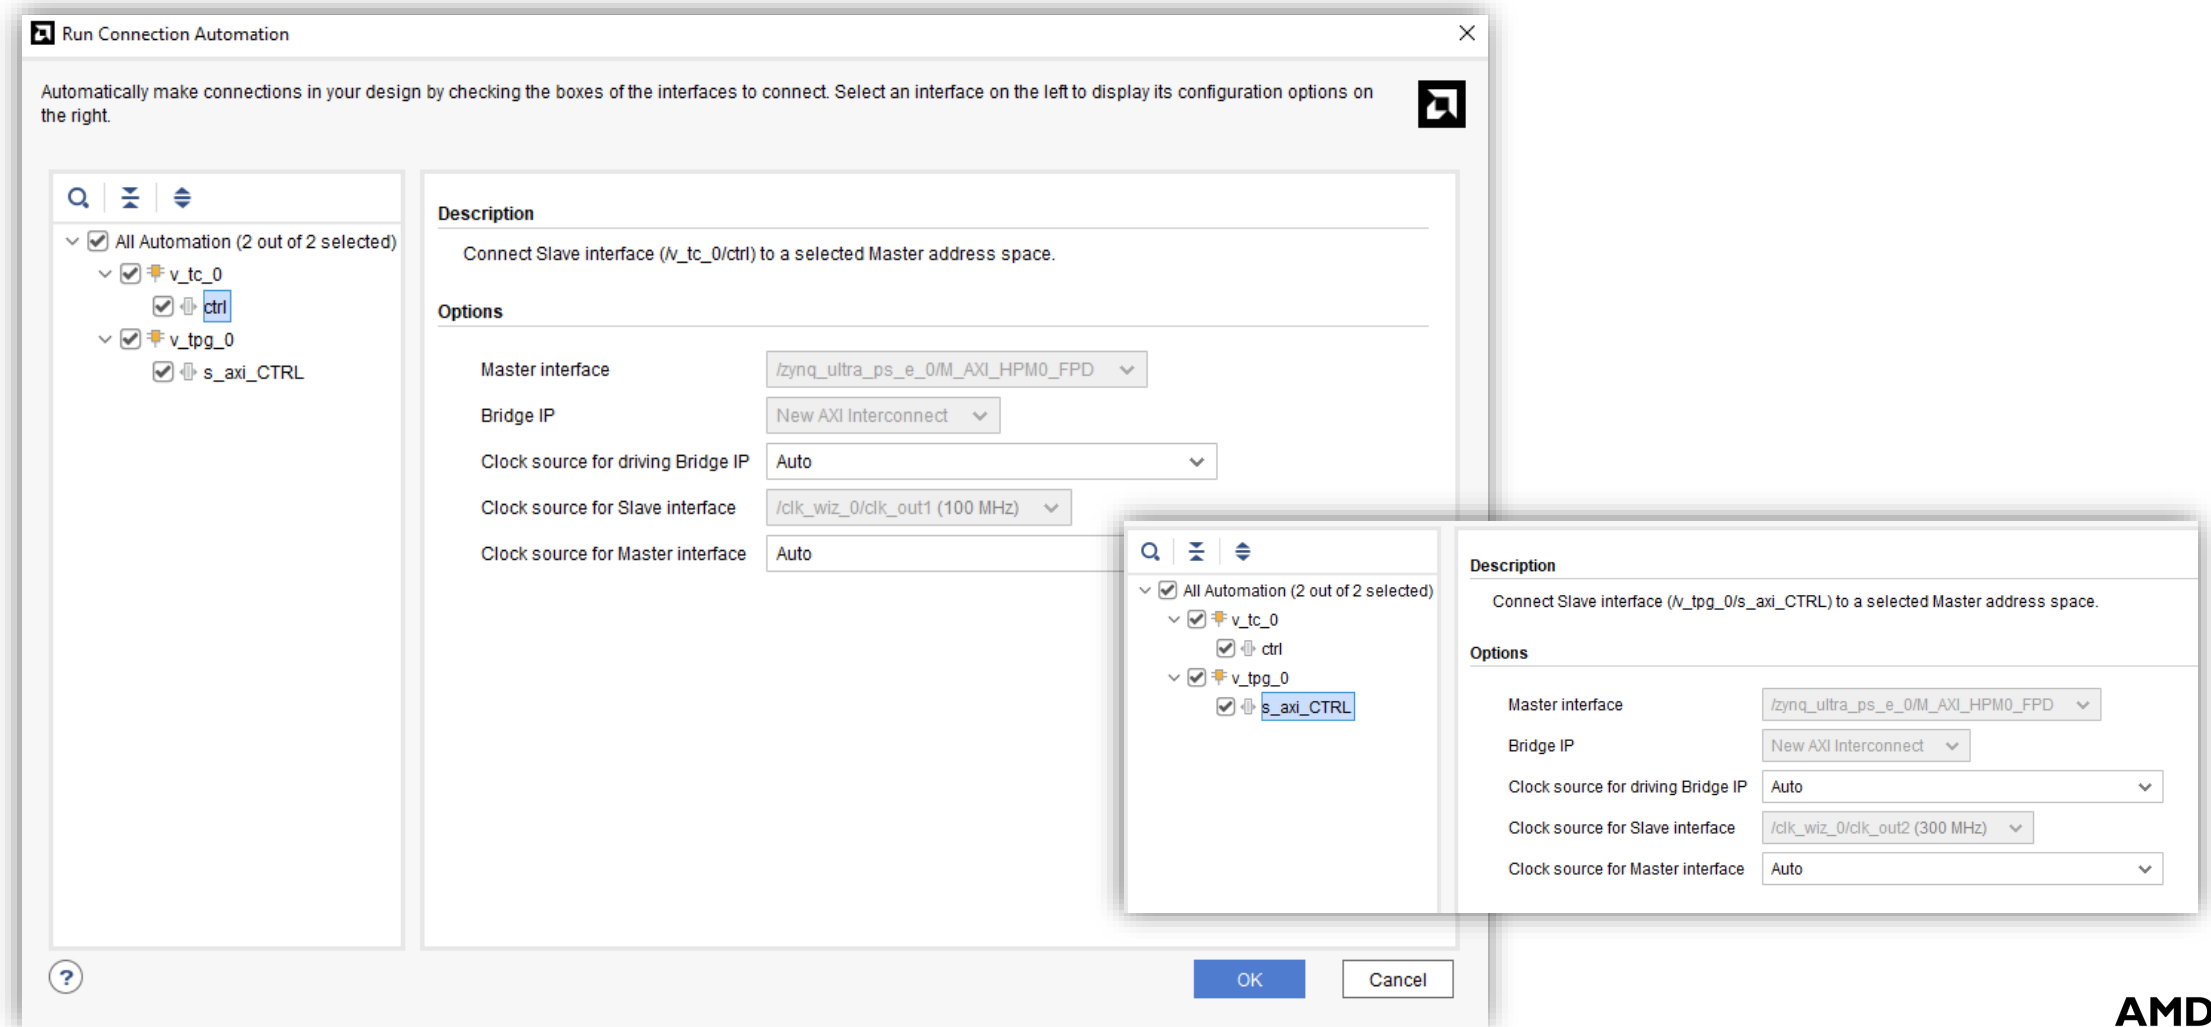 Run Connection Automation
Automatically make connections in your design by checking the boxes of the interfaces to connect. Select an interface on the left to display its configuration options on
the right.
All Automation (2 out of 2 selected)
v_tc_0
ctrl
v_tpg_0
s_axi_CTRL
Description
Connect Slave interface (/v_tc_0/ctrl) to a selected Master address space.
Options
Master interface /zynq_ultra_ps_e_0/M_AXI_HPM0_FPD
Bridge IP New AXI Interconnect
Clock source for driving Bridge IP Auto
Clock source for Slave interface /clk_wiz_0/clk_out1 (100 MHz)
Clock source for Master interface Auto
All Automation (2 out of 2 selected)
v_tc_0
ctrl
v_tpg_0
s_axi_CTRL
Description
Connect Slave interface (/v_tpg_0/s_axi_CTRL) to a selected Master address space.
Options
Master interface /zynq_ultra_ps_e_0/M_AXI_HPM0_FPD
Bridge IP New AXI Interconnect
Clock source for driving Bridge IP Auto
Clock source for Slave interface /clk_wiz_0/clk_out2 (300 MHz)
Clock source for Master interface Auto
?
OK
Cancel
AMD